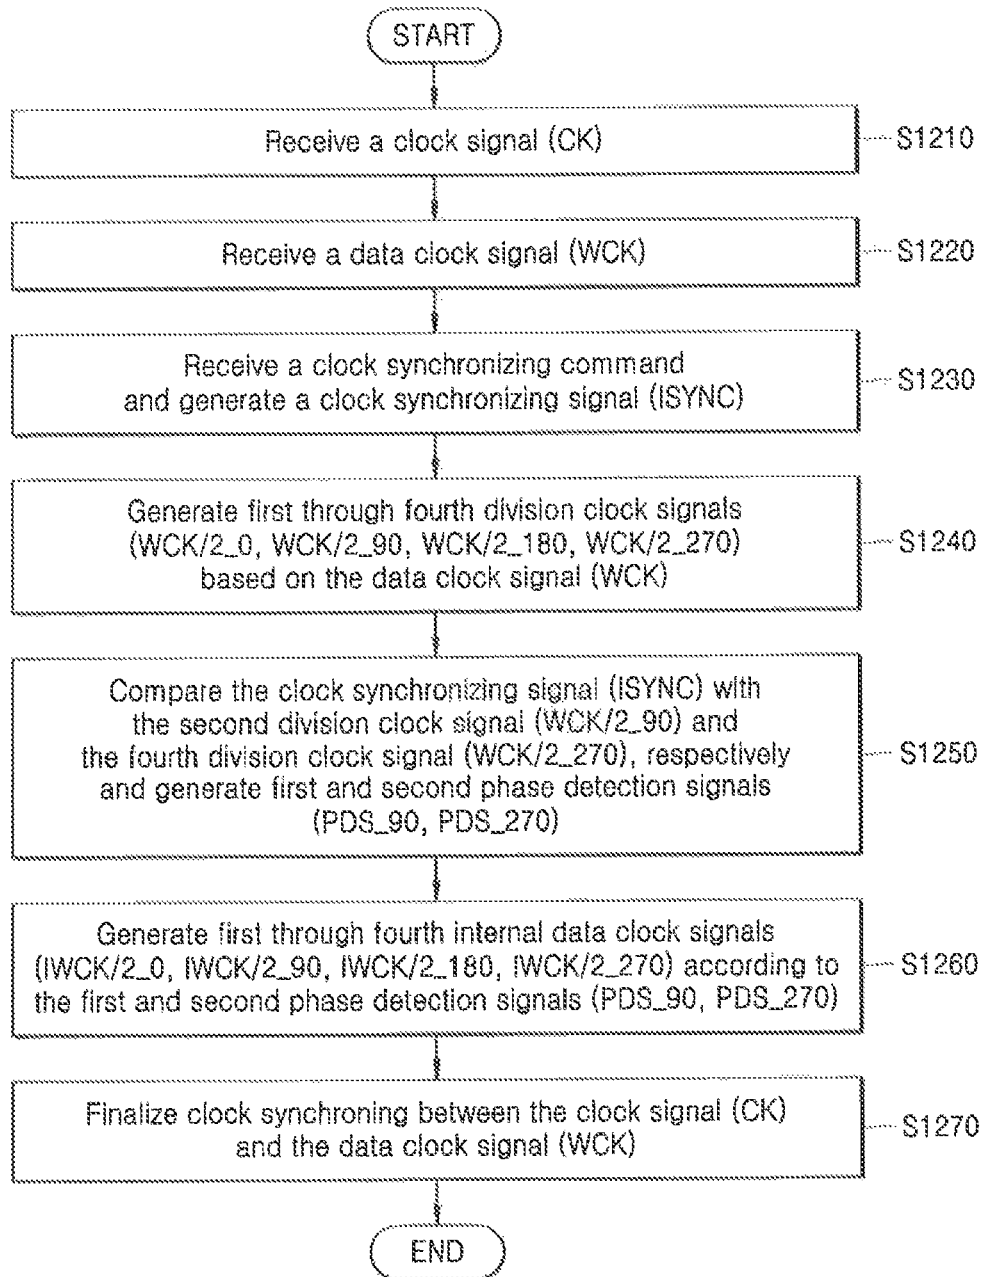 START
Receive a clock signal (CK)
S1210
Receive a data clock signal (WCK)
S1220
Receive a clock synchronizing command
and generate a clock synchronizing signal (ISYNC)
S1230
Generate first through fourth division clock signals
(WCK/2_0, WCK/2_90, WCK/2_180, WCK/2_270)
based on the data clock signal (WCK)
S1240
Compare the clock synchronizing signal (ISYNC) with
the second division clock signal (WCK/2_90) and
the fourth division clock signal (WCK/2_270), respectively
and generate first and second phase detection signals
(PDS_90, PDS_270)
S1250
Generate first through fourth internal data clock signals
(IWCK/2_0, IWCK/2_90, IWCK/2_180, IWCK/2_270) according to
the first and second phase detection signals (PDS_90, PDS_270)
S1260
Finalize clock synchroning between the clock signal (CK)
and the data clock signal (WCK)
S1270
END